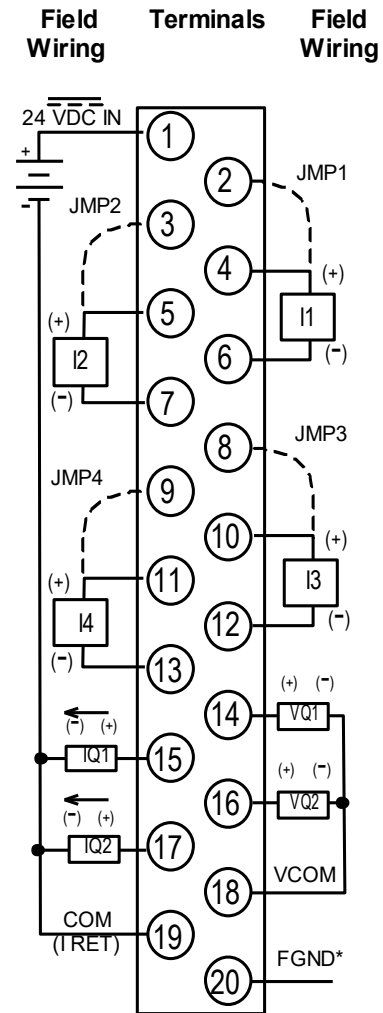 Field Wiring
Terminals
Field Wiring
24 VDC IN
+
-
1
2
JMP1
JMP2
3
4
(+)
I1
(-)
5
(+)
I2
(-)
6
7
8
JMP3
JMP4
9
10
(+)
I3
(-)
11
(+)
I4
(-)
12
13
14
(+) (-)
VQ1
(-) (+)
IQ1
15
16
(+) (-)
VQ2
(-) (+)
IQ2
17
18
VCOM
COM
(I RET)
19
20
FGND*